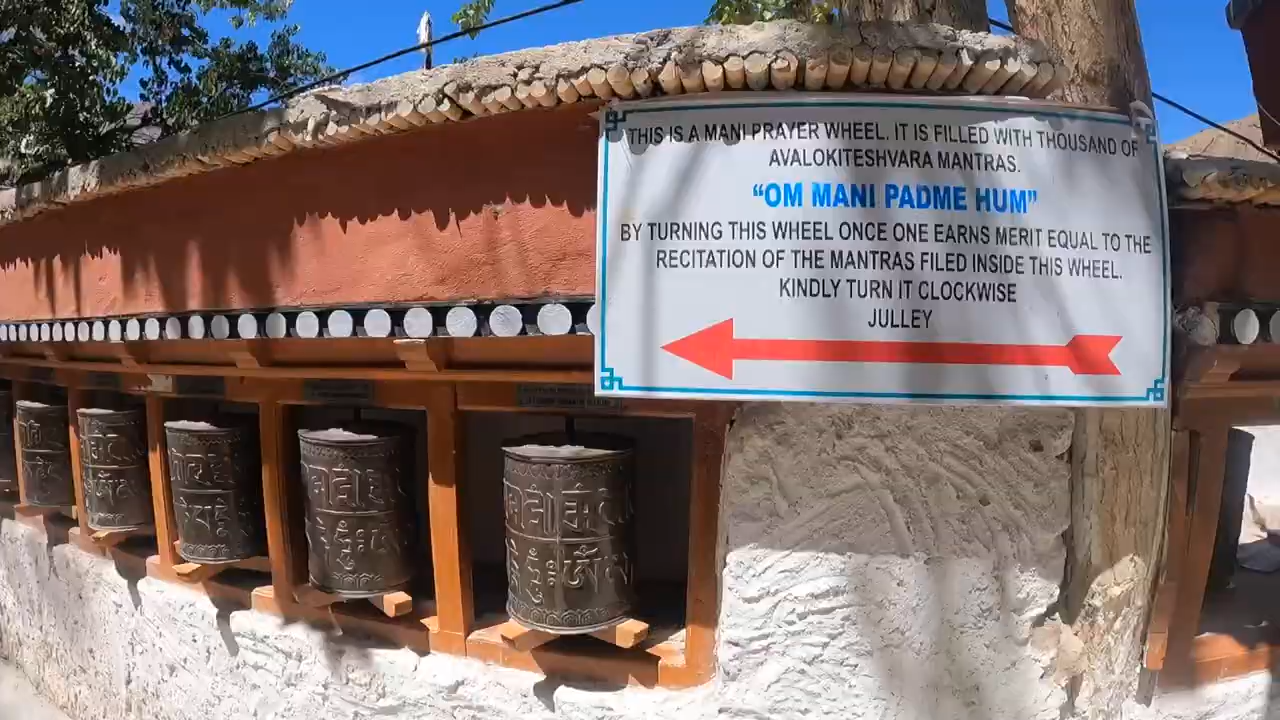 THIS IS A MANI PRAYER WHEEL. IT IS FILLED WITH THOUSAND OF
AVALOKITESHVARA MANTRAS.
“OM MANI PADME HUM”
BY TURNING THIS WHEEL ONCE ONE EARNS MERIT EQUAL TO THE
RECITATION OF THE MANTRAS FILED INSIDE THIS WHEEL.
KINDLY TURN IT CLOCKWISE
JULLEY